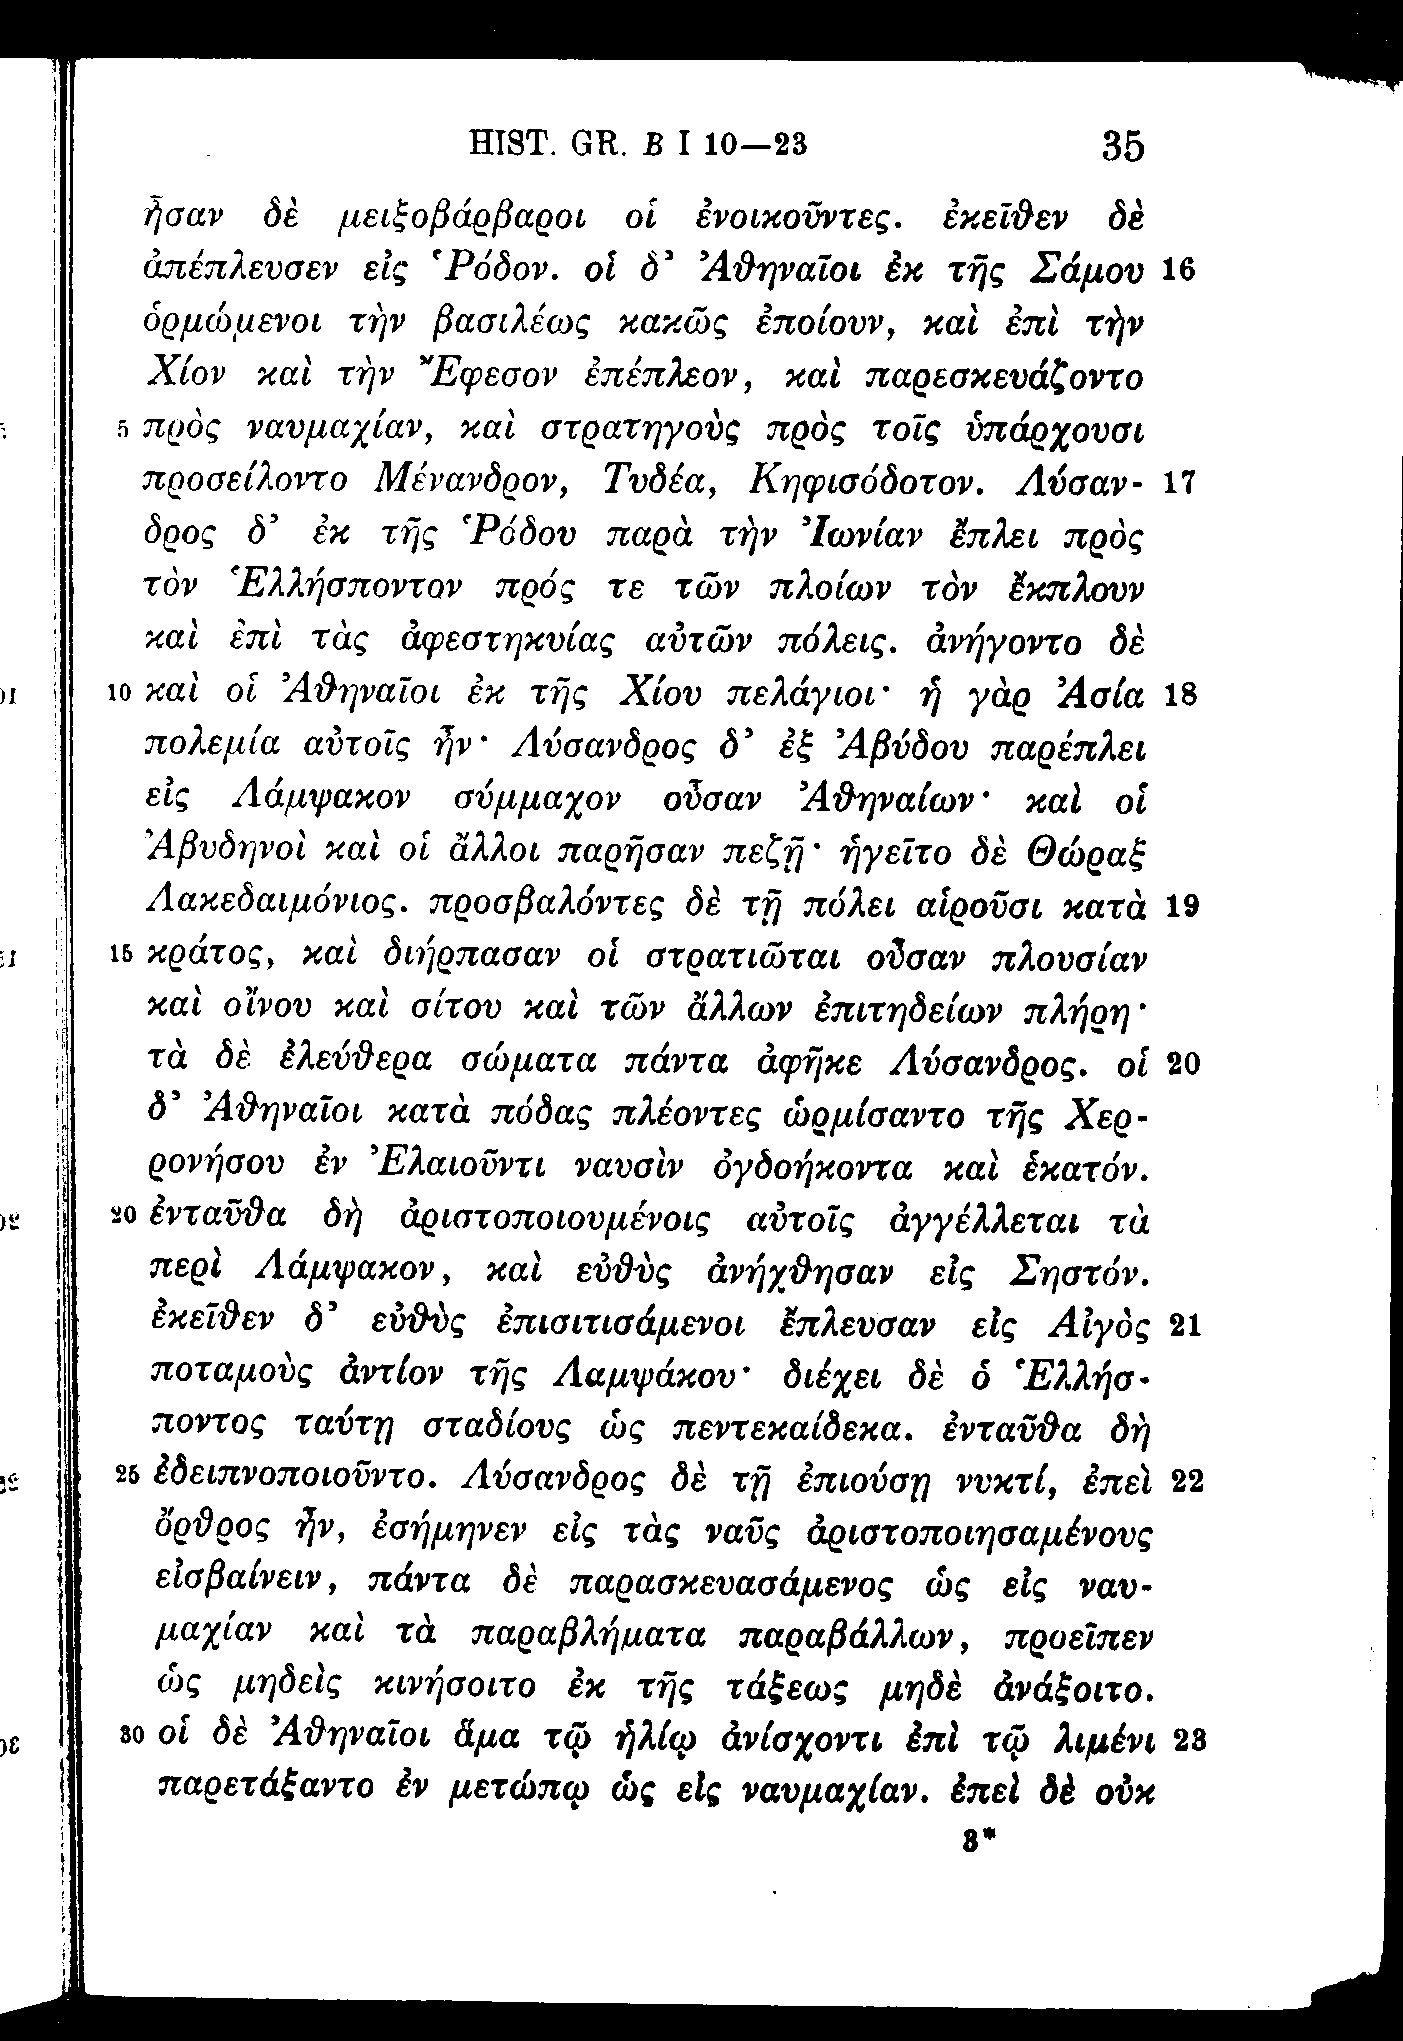 HIST. GR. B I 10—23 35
ἦσαν δὲ μειξοβάρβαροι οἱ ἐνοικοῦντες. ἐκεῖθεν δὲ
ἀπέπλευσεν εἰς Ῥόδον. οἱ δ’ Ἀθηναῖοι ἐκ τῆς Σάμου 16
ὁρμώμενοι τὴν βασιλέως κακῶς ἐποίουν, καὶ ἐπὶ τὴν
Χίον καὶ τὴν Ἔφεσον ἐπέπλεον, καὶ παρεσκευάζοντο
5 πρὸς ναυμαχίαν, καὶ στρατηγοὺς πρὸς τοῖς ὑπάρχουσι
προσείλοντο Μένανδρον, Τυδέα, Κηφισόδοτον. Λύσαν- 17
δρος δ’ ἐκ τῆς Ῥόδου παρὰ τὴν Ἰωνίαν ἔπλει πρὸς
τὸν Ἑλλήσποντον πρός τε τῶν πλοίων τὸν ἔκπλουν
καὶ ἐπὶ τὰς ἀφεστηκυίας αὐτῶν πόλεις. ἀνήγοντο δὲ
10 καὶ οἱ Ἀθηναῖοι ἐκ τῆς Χίου πελάγιοι· ἡ γὰρ Ἀσία 18
πολεμία αὐτοῖς ἦν· Λύσανδρος δ’ ἐξ Ἀβύδου παρέπλει
εἰς Λάμψακον σύμμαχον οὖσαν Ἀθηναίων· καὶ οἱ
Ἀβυδηνοὶ καὶ οἱ ἄλλοι παρῆσαν πεζῇ· ἡγεῖτο δὲ Θώραξ
Λακεδαιμόνιος. προσβαλόντες δὲ τῇ πόλει αἱροῦσι κατὰ 19
15 κράτος, καὶ διήρπασαν οἱ στρατιῶται οὖσαν πλουσίαν
καὶ οἴνου καὶ σίτου καὶ τῶν ἄλλων ἐπιτηδείων πλήρη·
τὰ δὲ ἐλεύθερα σώματα πάντα ἀφῆκε Λύσανδρος. οἱ 20
δ’ Ἀθηναῖοι κατὰ πόδας πλέοντες ὡρμίσαντο τῆς Χερ-
ρονήσου ἐν Ἐλαιοῦντι ναυσὶν ὀγδοήκοντα καὶ ἑκατόν.
20 ἐνταῦθα δὴ ἀριστοποιουμένοις αὐτοῖς ἀγγέλλεται τὰ
περὶ Λάμψακον, καὶ εὐθὺς ἀνήχθησαν εἰς Σηστόν.
ἐκεῖθεν δ’ εὐθὺς ἐπισιτισάμενοι ἔπλευσαν εἰς Αἰγὸς 21
ποταμοὺς ἀντίον τῆς Λαμψάκου· διέχει δὲ ὁ Ἑλλήσ-
ποντος ταύτῃ σταδίους ὡς πεντεκαίδεκα. ἐνταῦθα δὴ
25 ἐδειπνοποιοῦντο. Λύσανδρος δὲ τῇ ἐπιούσῃ νυκτί, ἐπεὶ 22
ὄρθρος ἦν, ἐσήμηνεν εἰς τὰς ναῦς ἀριστοποιησαμένους
εἰσβαίνειν, πάντα δὲ παρασκευασάμενος ὡς εἰς ναυ-
μαχίαν καὶ τὰ παραβλήματα παραβάλλων, προεῖπεν
ὡς μηδεὶς κινήσοιτο ἐκ τῆς τάξεως μηδὲ ἀνάξοιτο.
30 οἱ δὲ Ἀθηναῖοι ἅμα τῷ ἡλίῳ ἀνίσχοντι ἐπὶ τῷ λιμένι 23
παρετάξαντο ἐν μετώπῳ ὡς εἰς ναυμαχίαν. ἐπεὶ δὲ οὐκ
3*